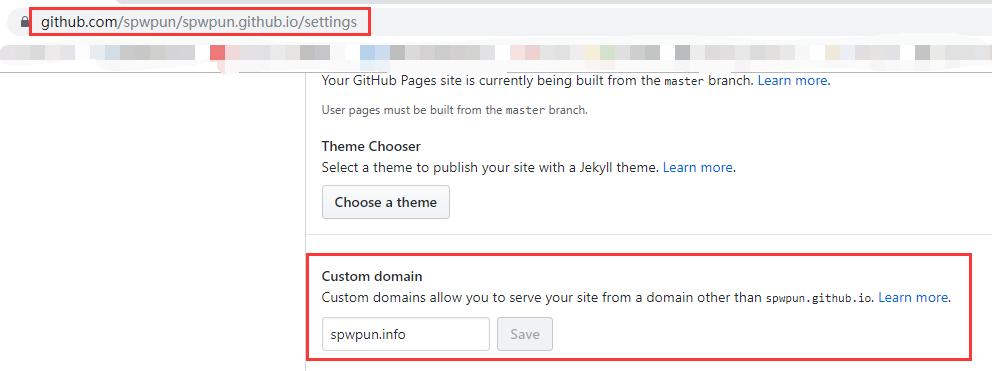 github.com/spwpun/spwpun.github.io/settings
Your GitHub Pages site is currently being built from the master branch. Learn more.
User pages must be built from the master branch.
Theme Chooser
Select a theme to publish your site with a Jekyll theme. Learn more.
Choose a theme
Custom domain
Custom domains allow you to serve your site from a domain other than spwpun.github.io. Learn more.
spwpun.info
Save